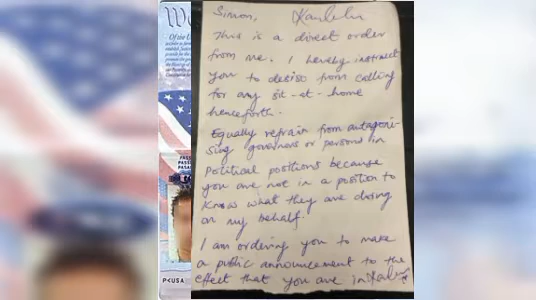 We
Simon,
This is a direct order
from me. I hereby instruct
you to desist from calling
for any sit-at-home
henceforth.
Equally refrain from antagoni-
sing governors or persons in
political positions because
you are not in a position to
know what they are doing
on my behalf.
I am ordering you to make
a public announcement to the
effect that you are in
P<USA